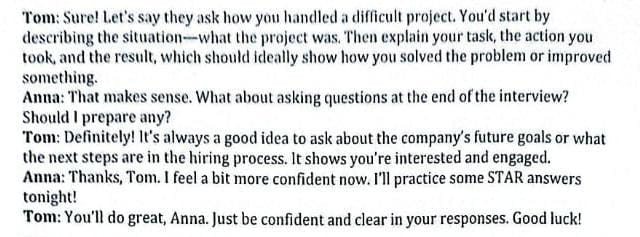 Tom: Sure! Let's say they ask how you handled a difficult project. You'd start by
describing the situation—what the project was. Then explain your task, the action you
took, and the result, which should ideally show how you solved the problem or improved
something.
Anna: That makes sense. What about asking questions at the end of the interview?
Should I prepare any?
Tom: Definitely! It's always a good idea to ask about the company's future goals or what
the next steps are in the hiring process. It shows you're interested and engaged.
Anna: Thanks, Tom. I feel a bit more confident now. I'll practice some STAR answers
tonight!
Tom: You'll do great, Anna. Just be confident and clear in your responses. Good luck!